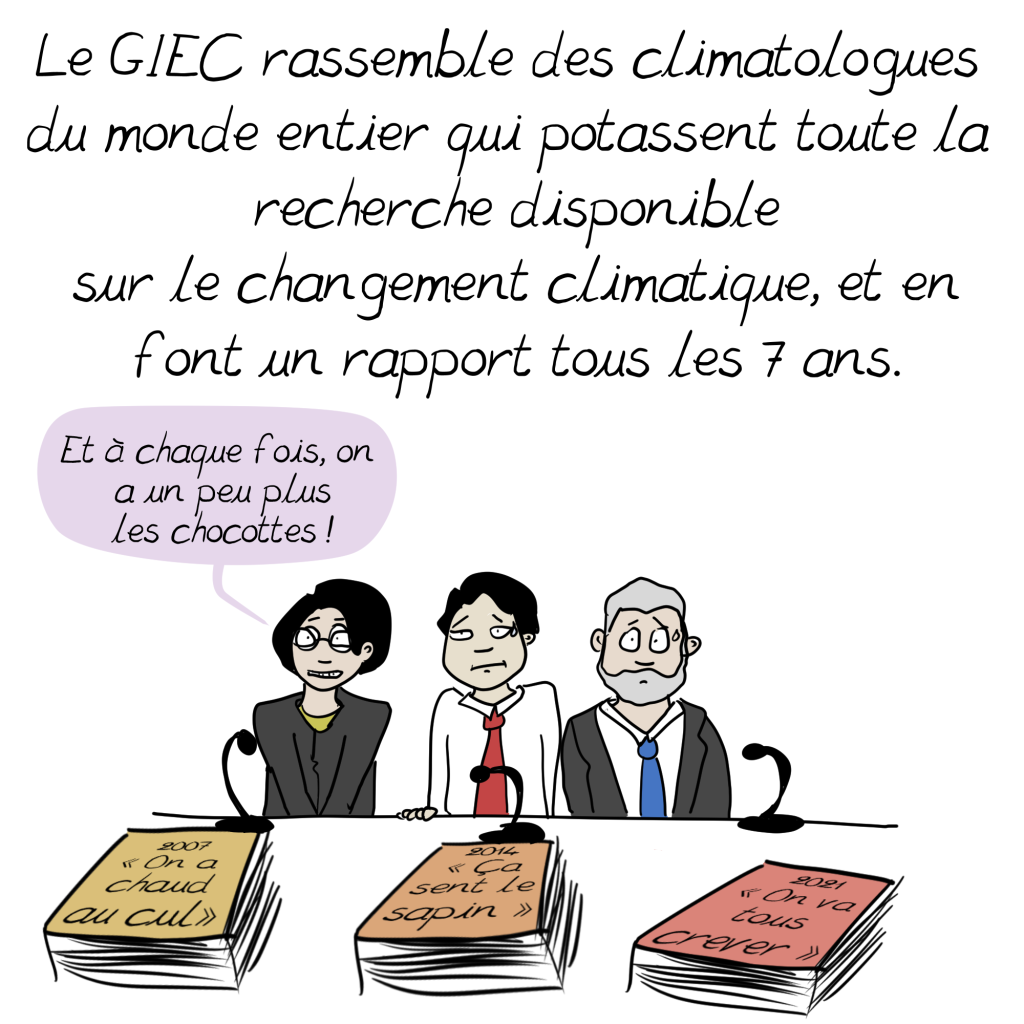 Le GIEC rassemble des climatologues
du monde entier qui potassent toute la
recherche disponible
sur le changement climatique, et en
font un rapport tous les 7 ans.
Et à chaque fois, on
a un peu plus
les chocottes !
2007
« On a
chaud
au cul»
2014
« Ça
sent le
sapin »
2021
« On va
tous
crever »